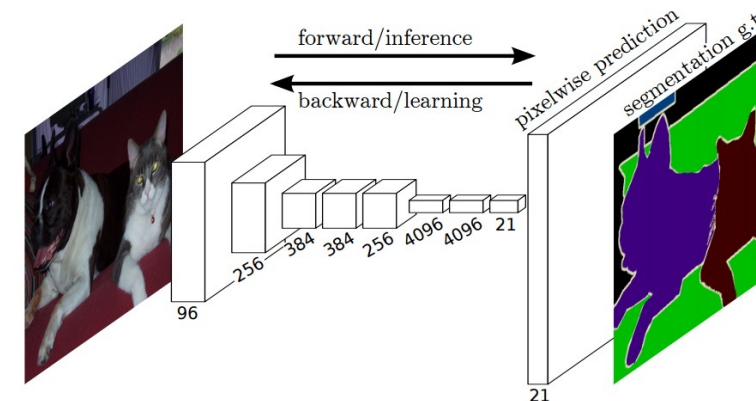 forward/inference
backward/learning
pixelwise prediction
segmentation g.t.
96
256
384
384
256
4096
4096
21
21